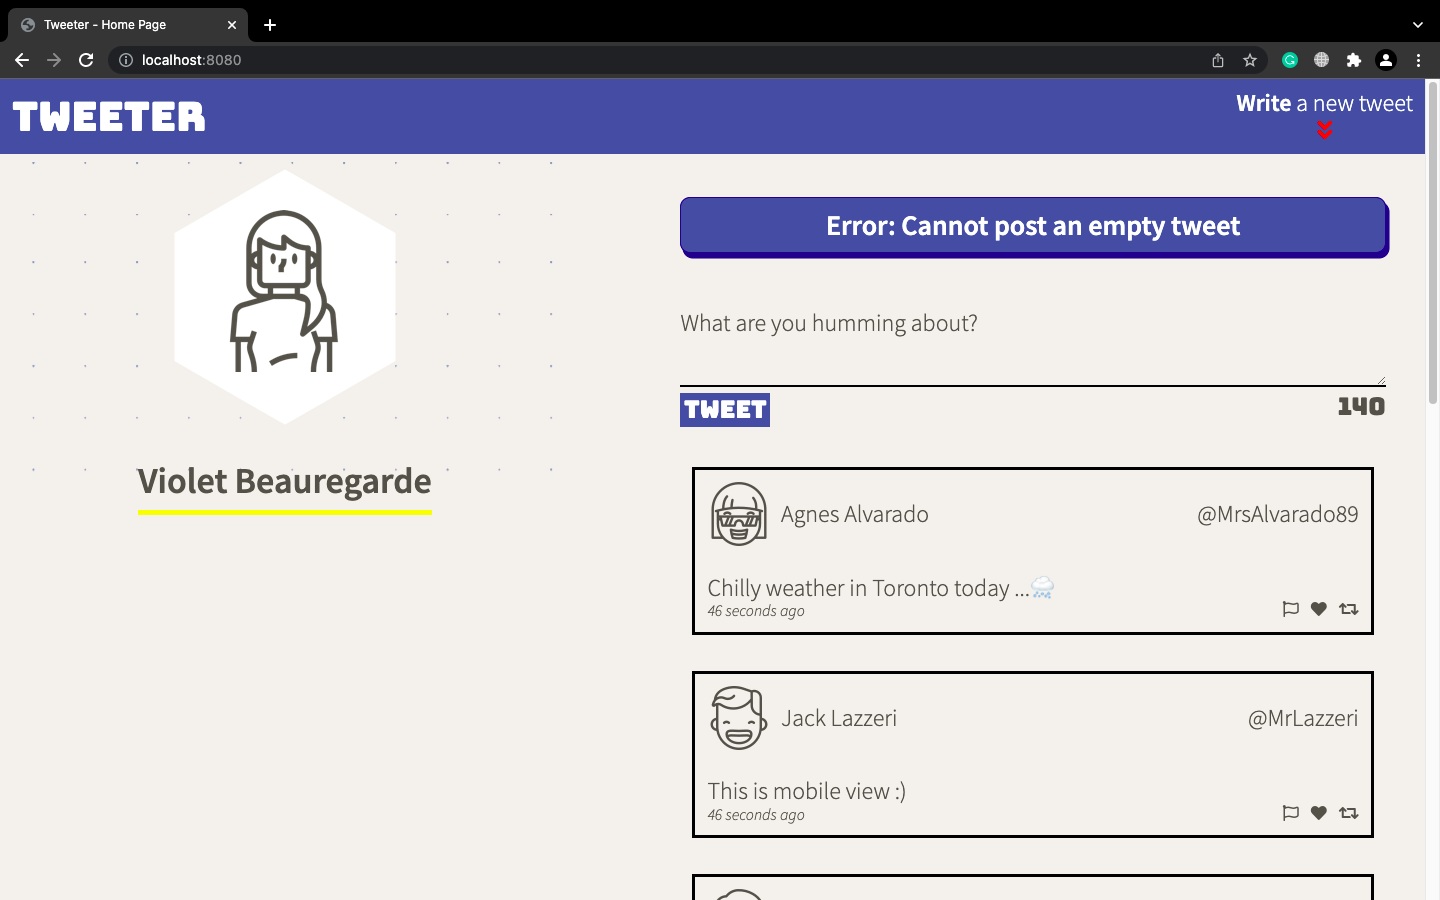 Tweeter - Home Page
localhost:8080
TWEETER
Write a new tweet
Error: Cannot post an empty tweet
What are you humming about?
TWEET
140
Violet Beauregarde
Agnes Alvarado
@MrsAlvarado89
Chilly weather in Toronto today ...🌧️
46 seconds ago
Jack Lazzeri
@MrLazzeri
This is mobile view :)
46 seconds ago